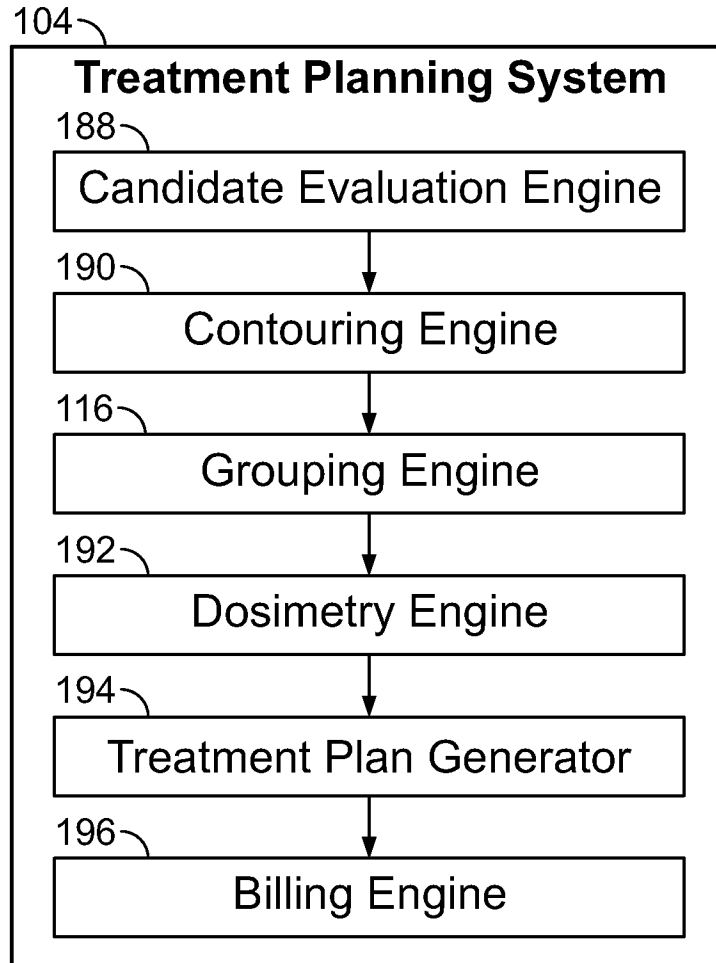 104
Treatment Planning System
188
Candidate Evaluation Engine
190
Contouring Engine
116
Grouping Engine
192
Dosimetry Engine
194
Treatment Plan Generator
196
Billing Engine